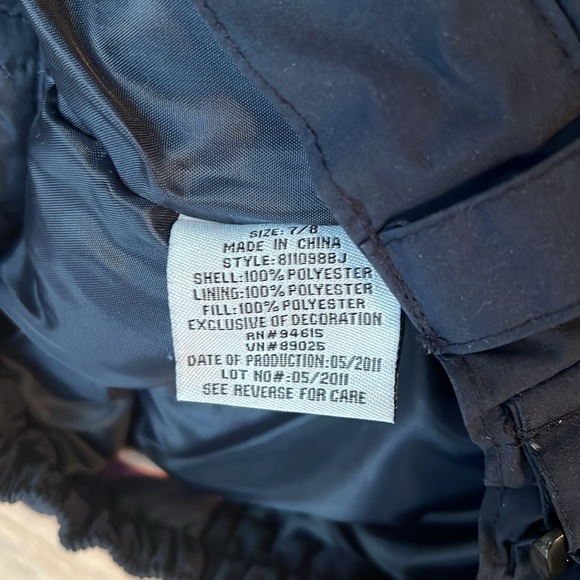 SIZE: 7/8
MADE IN CHINA
STYLE:811D98BJ
SHELL:100% POLYESTER
LINING:100% POLYESTER
FILL:100% POLYESTER
EXCLUSIVE OF DECORATION
RN#94615
VN#89025
DATE OF PRODUCTION:05/2011
LOT NO#:05/2011
SEE REVERSE FOR CARE